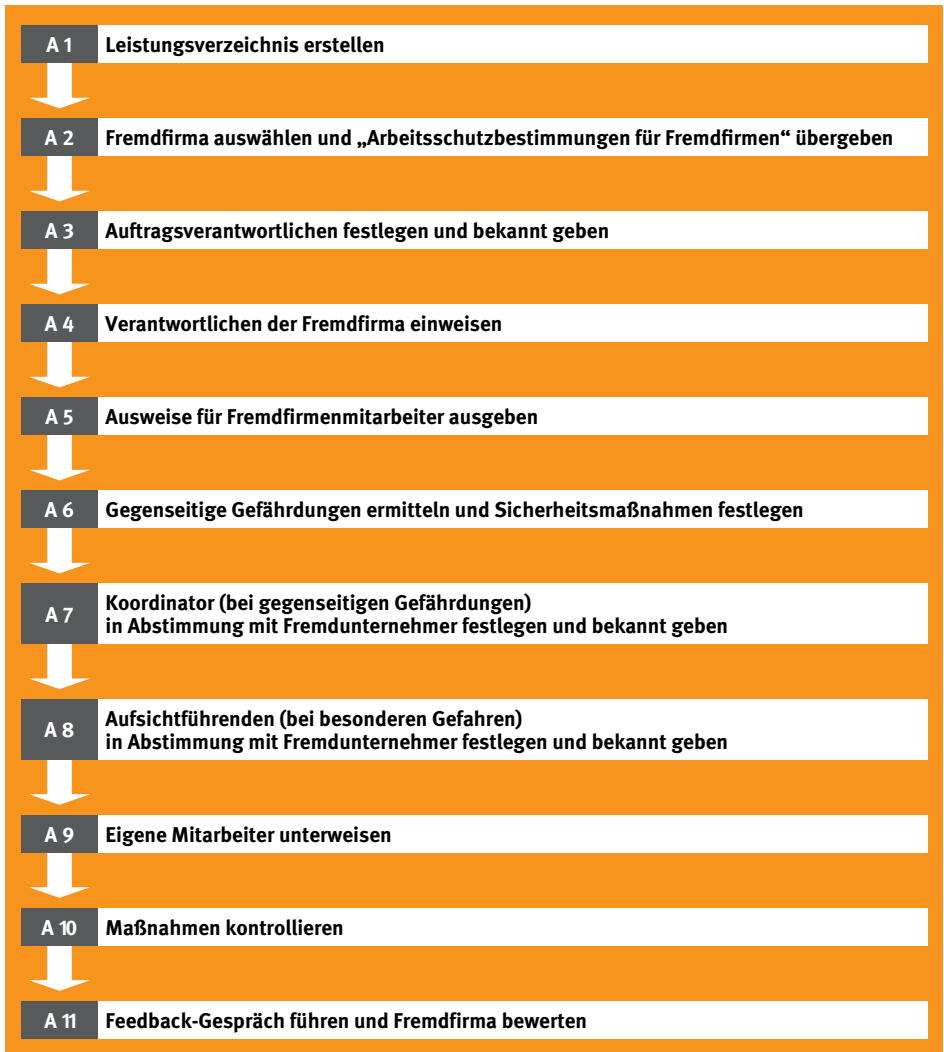 A 1 Leistungsverzeichnis erstellen
A 2 Fremdfirma auswählen und „Arbeitsschutzbestimmungen für Fremdfirmen“ übergeben
A 3 Auftragsverantwortlichen festlegen und bekannt geben
A 4 Verantwortlichen der Fremdfirma einweisen
A 5 Ausweise für Fremdfirmenmitarbeiter ausgeben
A 6 Gegenseitige Gefährdungen ermitteln und Sicherheitsmaßnahmen festlegen
A 7 Koordinator (bei gegenseitigen Gefährdungen)
in Abstimmung mit Fremdunternehmer festlegen und bekannt geben
A 8 Aufsichtführenden (bei besonderen Gefahren)
in Abstimmung mit Fremdunternehmer festlegen und bekannt geben
A 9 Eigene Mitarbeiter unterweisen
A 10 Maßnahmen kontrollieren
A 11 Feedback-Gespräch führen und Fremdfirma bewerten